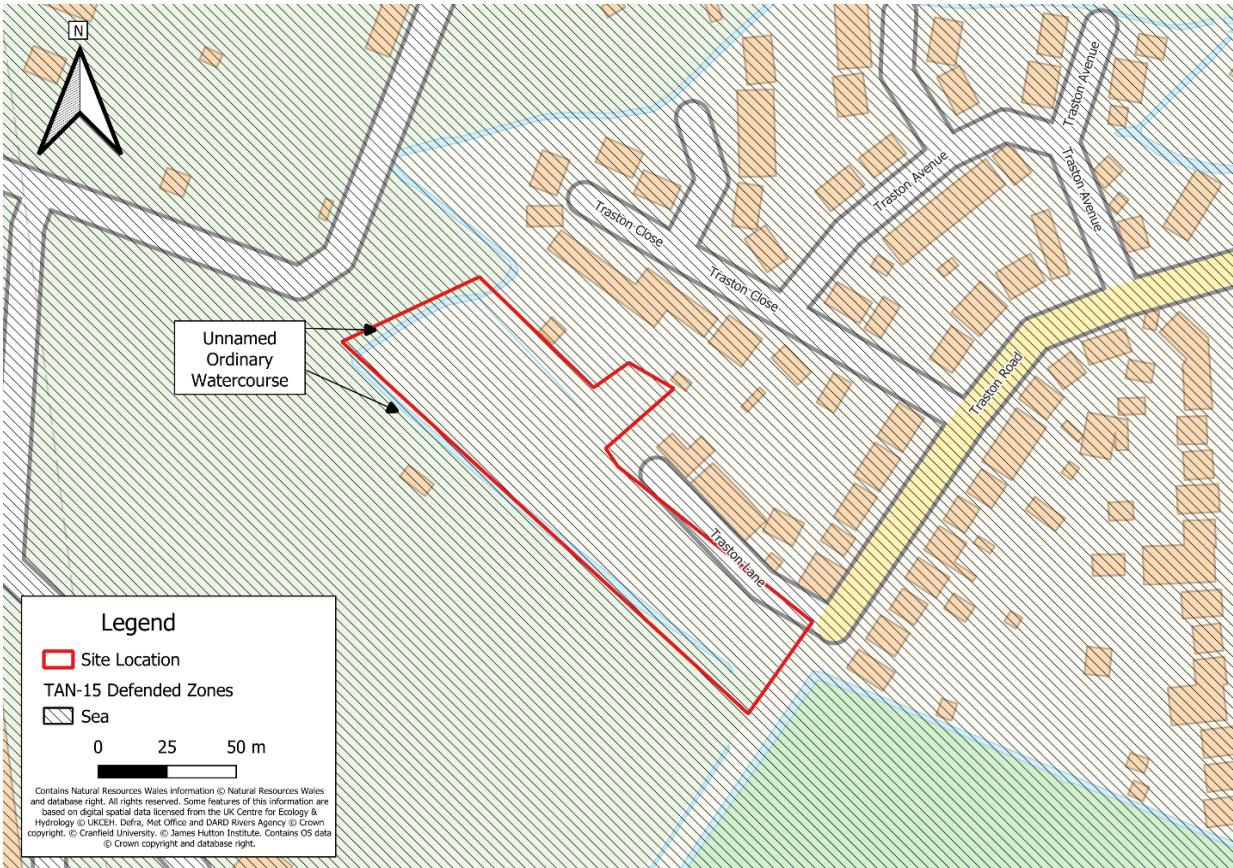 N
Traston Avenue
Traston Avenue
Traston Avenue
Traston Close
Traston Close
Traston Road
Traston Lane
Unnamed
Ordinary
Watercourse
Legend
Site Location
TAN-15 Defended Zones
Sea
0 25 50 m
Contains Natural Resources Wales information © Natural Resources Wales
and database right. All rights reserved. Some features of this information are
based on digital spatial data licensed from the UK Centre for Ecology &
Hydrology © UKCEH. Defra, Met Office and DARD Rivers Agency © Crown
copyright. © Cranfield University. © James Hutton Institute. Contains OS data
© Crown copyright and database right.